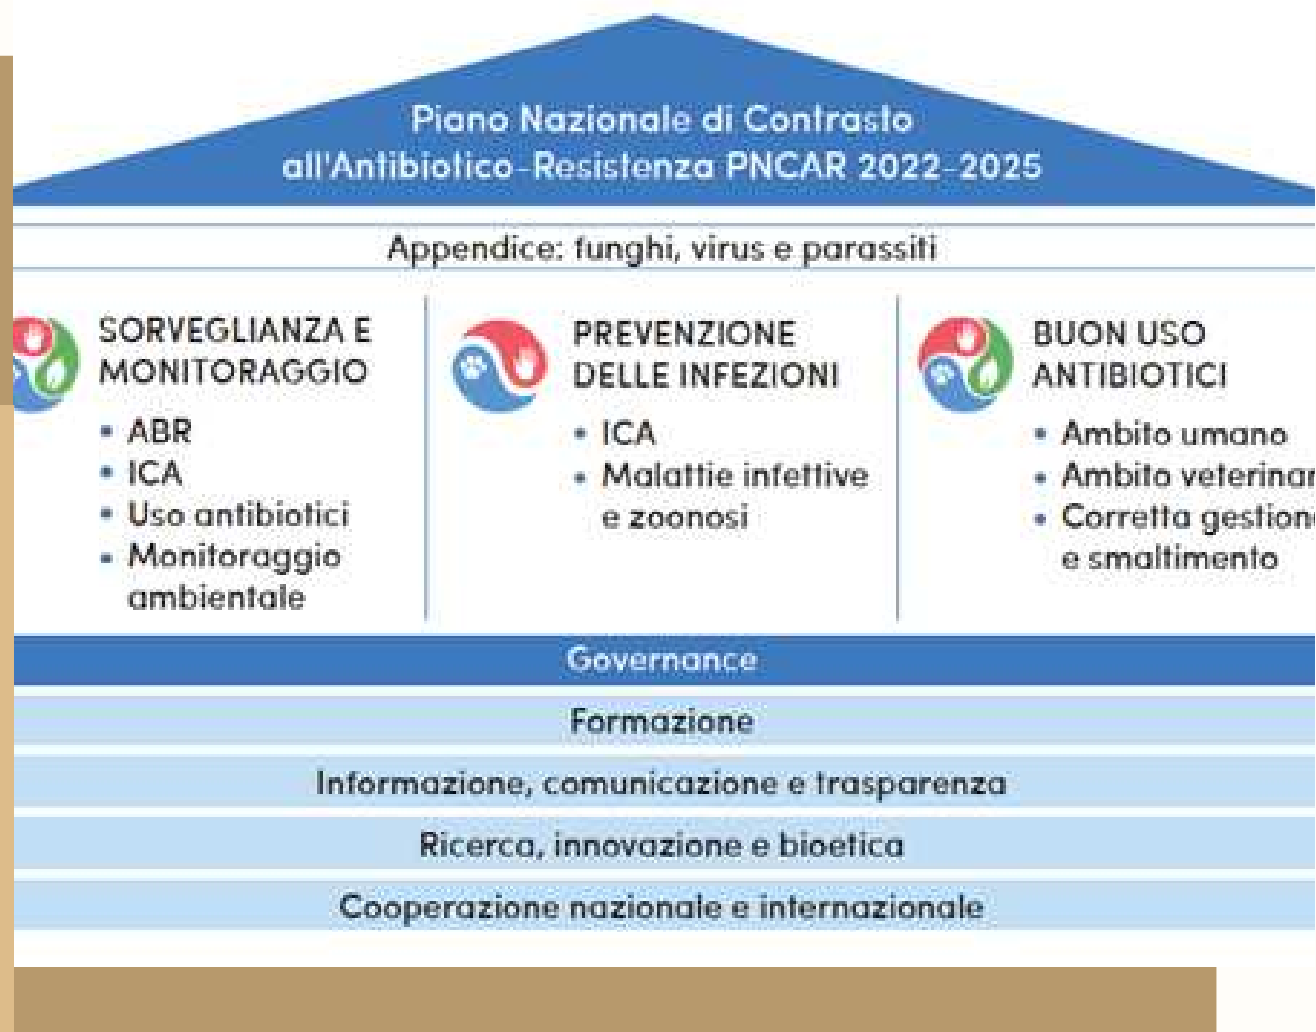 Piano Nazionale di Contrasto
all'Antibiotico-Resistenza PNCAR 2022-2025
Appendice: funghi, virus e parassiti
SORVEGLIANZA E
MONITORAGGIO
• ABR
• ICA
• Uso antibiotici
• Monitoraggio
ambientale
PREVENZIONE
DELLE INFEZIONI
• ICA
• Malattie infettive
e zoonosi
BUON USO
ANTIBIOTICI
• Ambito umano
• Ambito veterinar
• Corretta gestione
e smaltimento
Governance
Formazione
Informazione, comunicazione e trasparenza
Ricerca, innovazione e bioetica
Cooperazione nazionale e internazionale